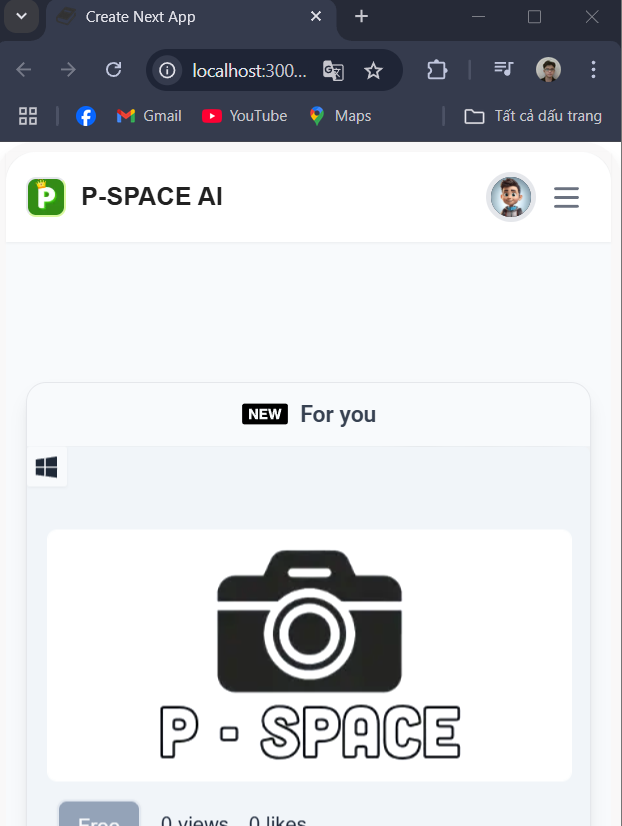 Create Next App
localhost:300...
Gmail
YouTube
Maps
Tất cả dấu trang
P
P-SPACE AI
NEW For you
P - SPACE
Free 0 views 0 likes